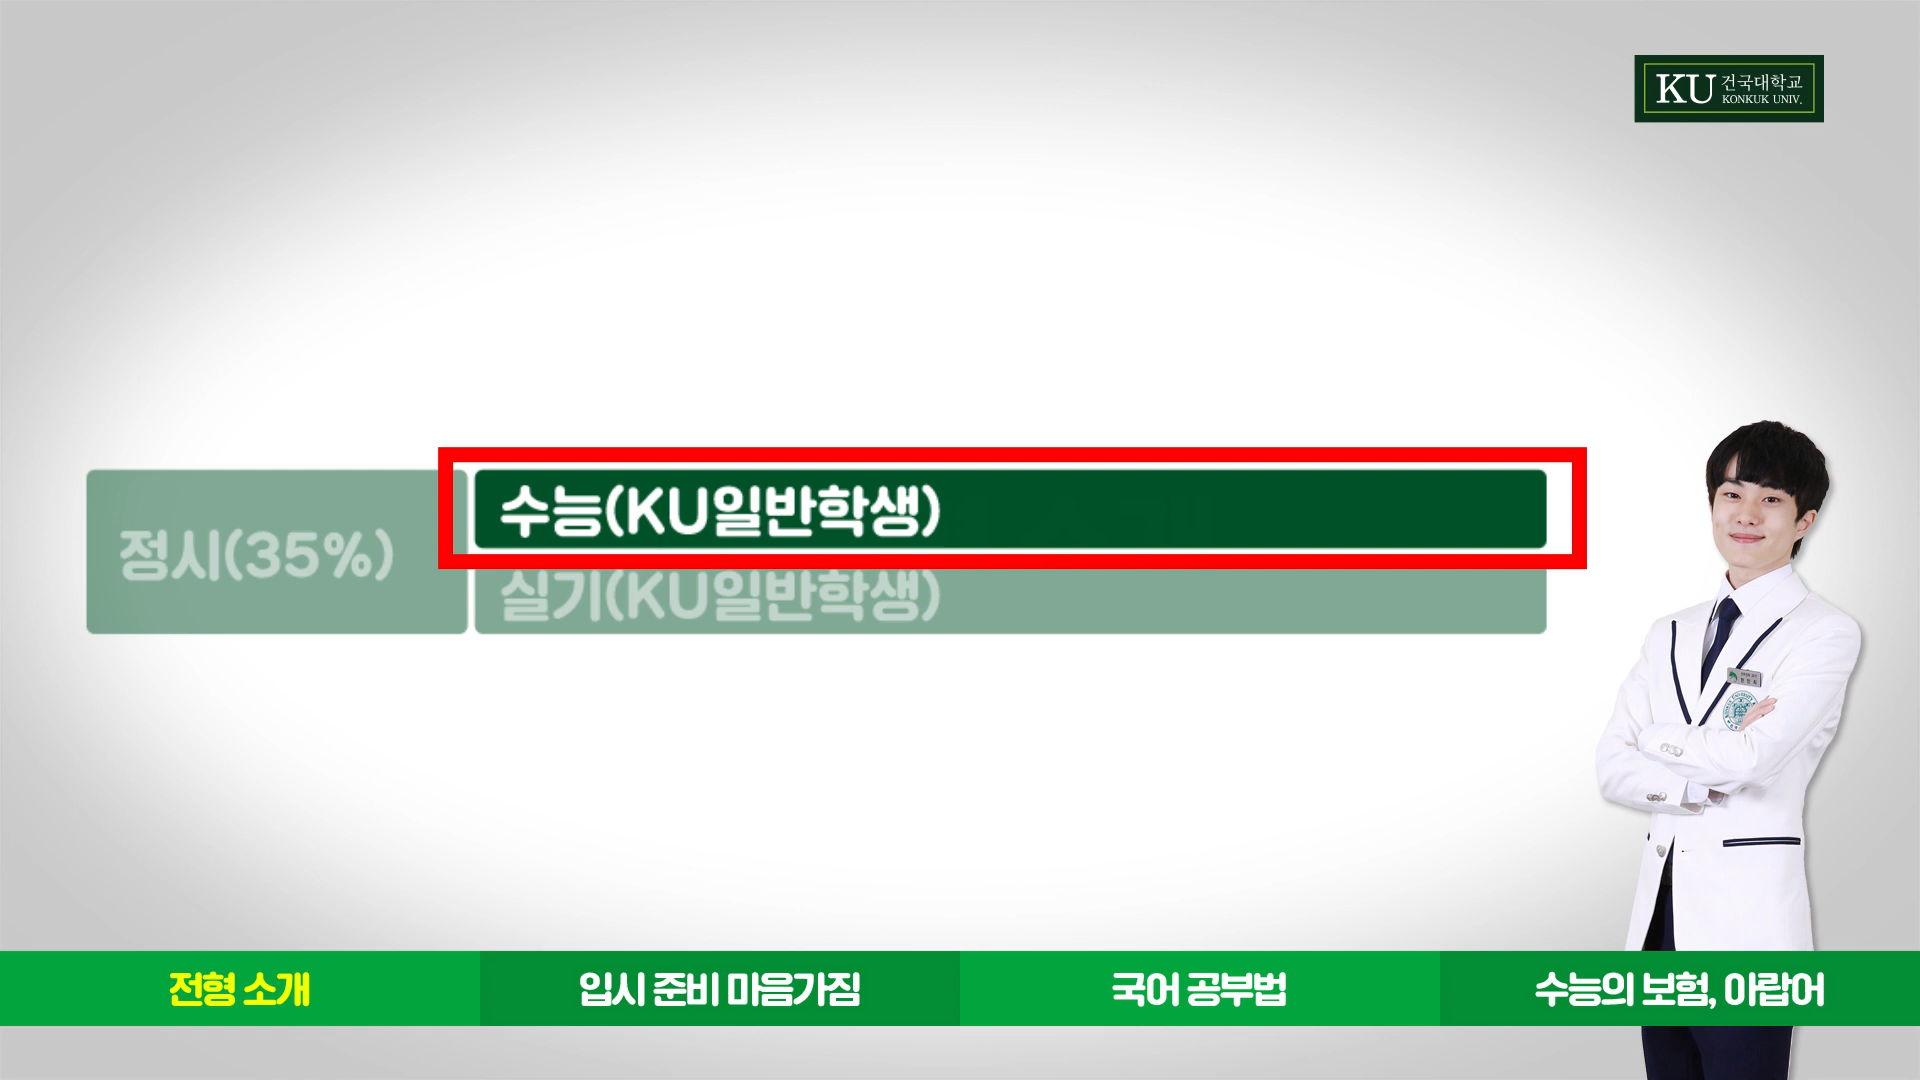 KU 건국대학교
KONKUK UNIV.
수능(KU일반학생)
정시(35%)
실기(KU일반학생)
전형 소개
입시 준비 마음가짐
국어 공부법
수능의 보험, 아랍어